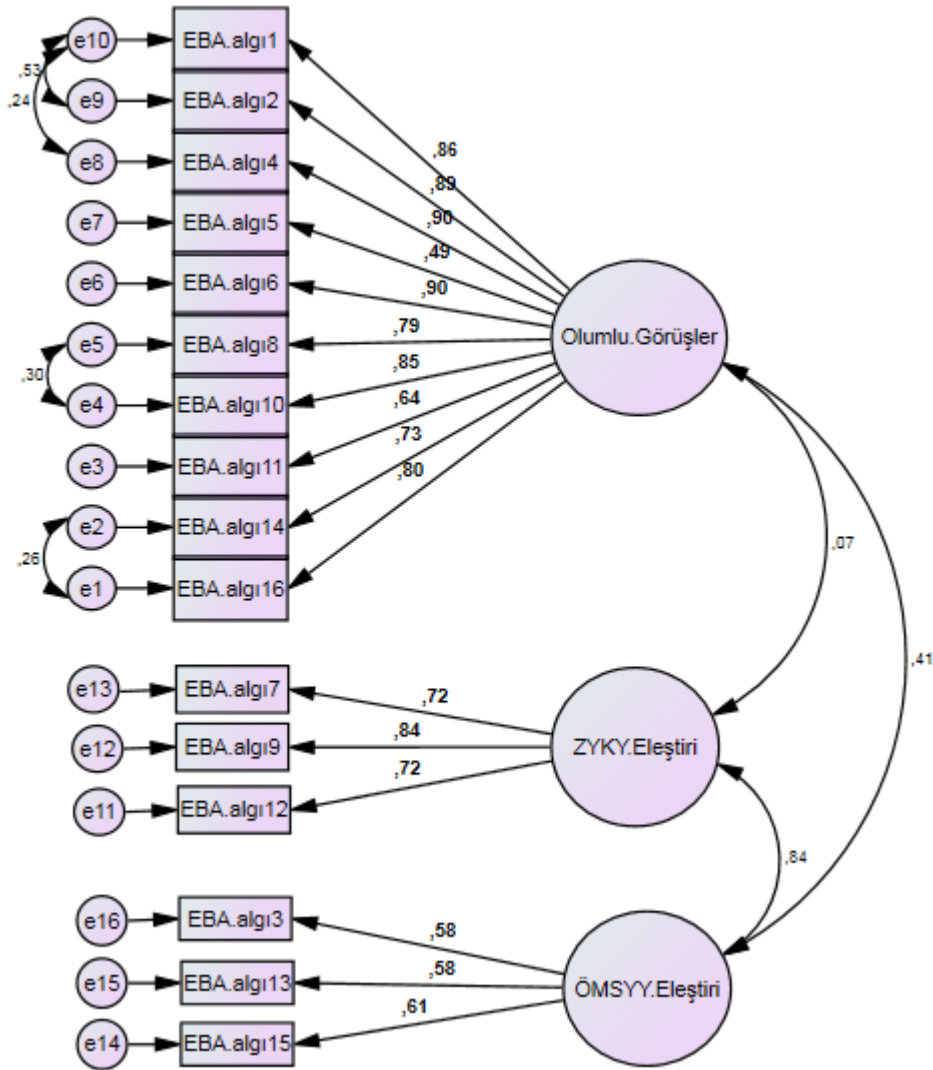 e10
EBA.algı1
,53
,24
e9
EBA.algı2
e8
EBA.algı4
e7
EBA.algı5
e6
EBA.algı6
e5
EBA.algı8
,30
e4
EBA.algı10
e3
EBA.algı11
e2
EBA.algı14
,26
e1
EBA.algı16
,86
,89
,90
,49
,90
,79
,85
,64
,73
,80
Olumlu.Görüşler
,07
,41
e13
EBA.algı7
,72
e12
EBA.algı9
,84
e11
EBA.algı12
,72
ZYKY.Eleştiri
,84
e16
EBA.algı3
,58
e15
EBA.algı13
,58
e14
EBA.algı15
,61
ÖMSYY.Eleştiri